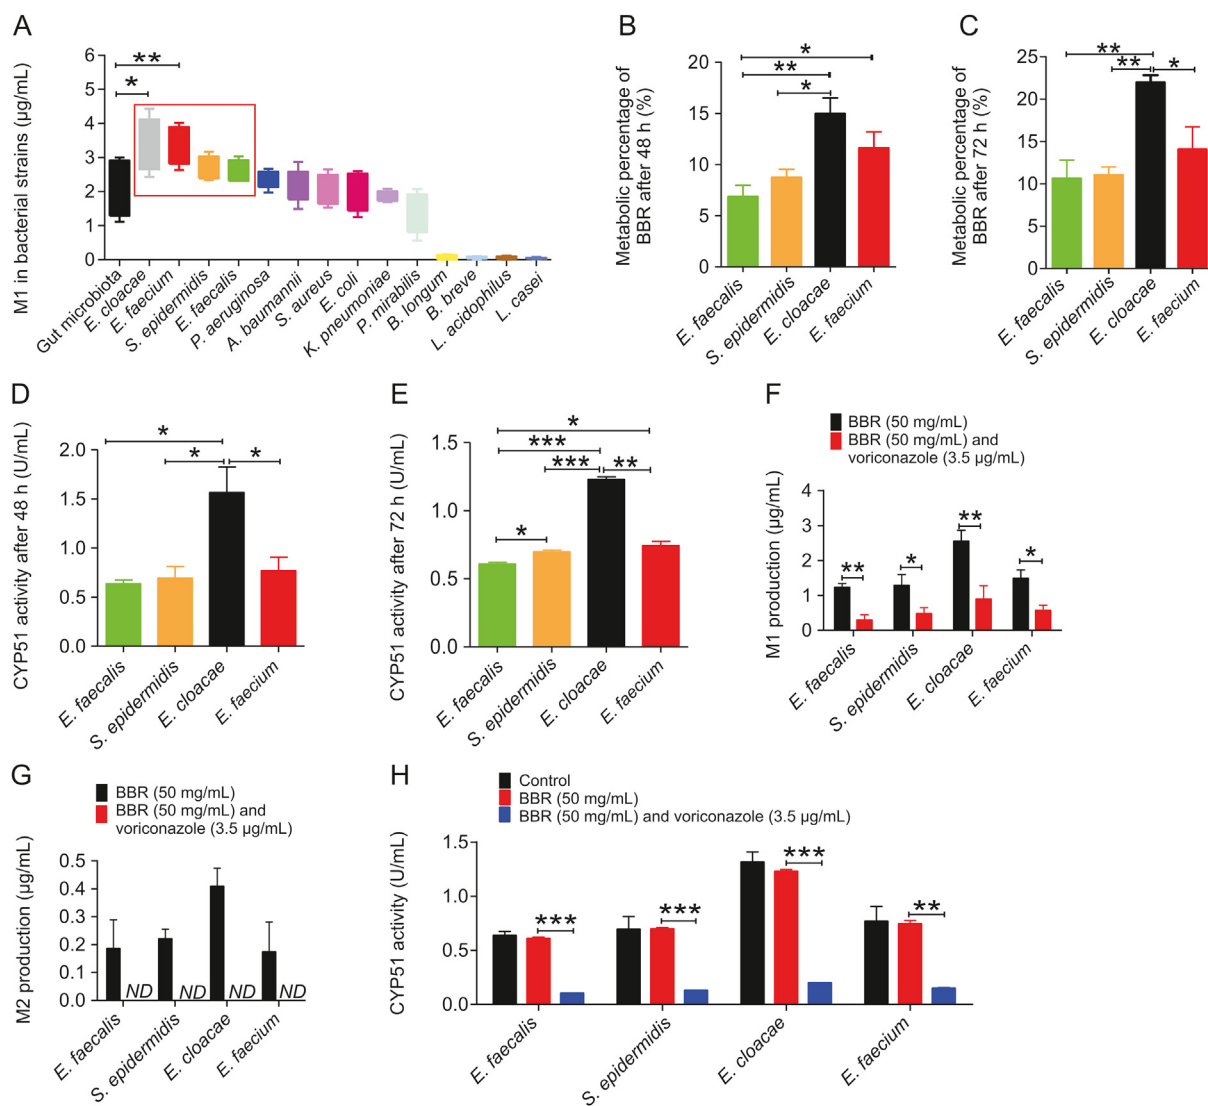 A
M1 in bacterial strains (μg/mL)
6
5
4
3
2
1
0
**
*
Gut microbiota
E. cloacae
E. faecium
S. epidermidis
E. faecalis
P. aeruginosa
A. baumannii
S. aureus
E. coli
K. pneumoniae
P. mirabilis
B. longum
B. breve
L. acidophilus
L. casei
B
Metabolic percentage of
BBR after 48 h (%)
20
15
10
5
0
*
**
*
E. faecalis
S. epidermidis
E. cloacae
E. faecium
C
Metabolic percentage of
BBR after 72 h (%)
25
20
15
10
5
0
**
**
*
E. faecalis
S. epidermidis
E. cloacae
E. faecium
D
CYP51 activity after 48 h (U/mL)
2.0
1.5
1.0
0.5
0.0
*
*
*
E. faecalis
S. epidermidis
E. cloacae
E. faecium
E
CYP51 activity after 72 h (U/mL)
1.5
1.0
0.5
0.0
*
***
***
**
*
E. faecalis
S. epidermidis
E. cloacae
E. faecium
F
BBR (50 mg/mL)
BBR (50 mg/mL) and
voriconazole (3.5 μg/mL)
M1 production (μg/mL)
4
3
2
1
0
**
*
**
*
E. faecalis
S. epidermidis
E. cloacae
E. faecium
G
BBR (50 mg/mL)
BBR (50 mg/mL) and
voriconazole (3.5 μg/mL)
M2 production (μg/mL)
0.5
0.4
0.3
0.2
0.1
0.0
ND
ND
ND
ND
E. faecalis
S. epidermidis
E. cloacae
E. faecium
H
Control
BBR (50 mg/mL)
BBR (50 mg/mL) and voriconazole (3.5 μg/mL)
CYP51 activity (U/mL)
1.5
1.0
0.5
0.0
***
***
***
**
E. faecalis
S. epidermidis
E. cloacae
E. faecium